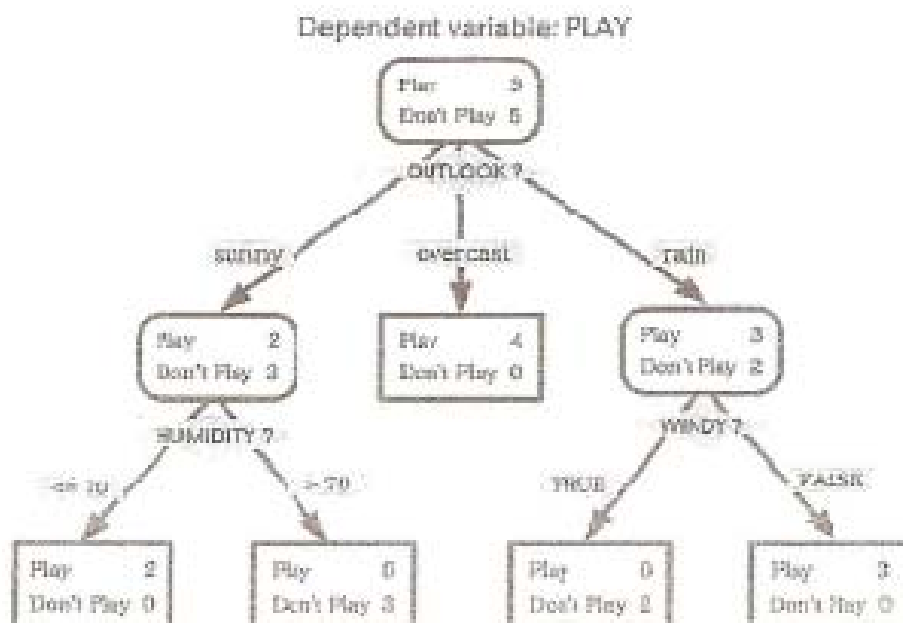 Dependent variable: PLAY
Play 9
Don't Play 5
OUTLOOK ?
sunny
overcast
rain
Play 2
Don't Play 3
Play 4
Don't Play 0
Play 3
Don't Play 2
HUMIDITY ?
WINDY ?
<= 70
> 70
TRUE
FALSE
Play 2
Don't Play 0
Play 0
Don't Play 3
Play 0
Don't Play 2
Play 3
Don't Play 0